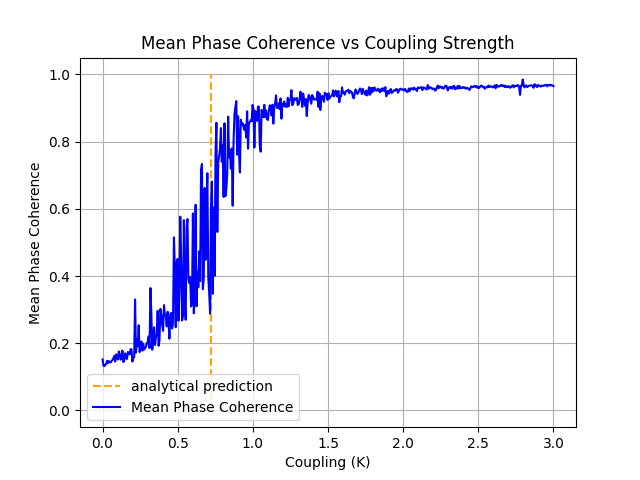 Mean Phase Coherence vs Coupling Strength
Mean Phase Coherence
1.0
0.8
0.6
0.4
0.2
0.0
analytical prediction
Mean Phase Coherence
0.0 0.5 1.0 1.5 2.0 2.5 3.0
Coupling (K)